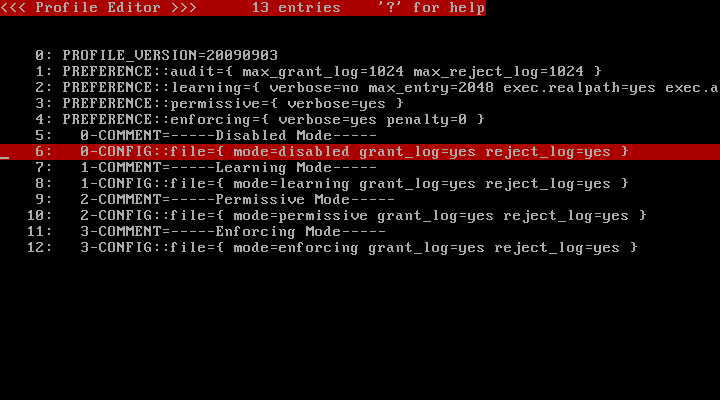 <<< Profile Editor >>>      13 entries    '?' for help
0: PROFILE_VERSION=20090903
1: PREFERENCE::audit={ max_grant_log=1024 max_reject_log=1024 }
2: PREFERENCE::learning={ verbose=no max_entry=2048 exec.realpath=yes exec.a
3: PREFERENCE::permissive={ verbose=yes }
4: PREFERENCE::enforcing={ verbose=yes penalty=0 }
5:   0-COMMENT=-----Disabled Mode-----
6:   0-CONFIG::file={ mode=disabled grant_log=yes reject_log=yes }
7:   1-COMMENT=-----Learning Mode-----
8:   1-CONFIG::file={ mode=learning grant_log=yes reject_log=yes }
9:   2-COMMENT=-----Permissive Mode-----
10:   2-CONFIG::file={ mode=permissive grant_log=yes reject_log=yes }
11:   3-COMMENT=-----Enforcing Mode-----
12:   3-CONFIG::file={ mode=enforcing grant_log=yes reject_log=yes }